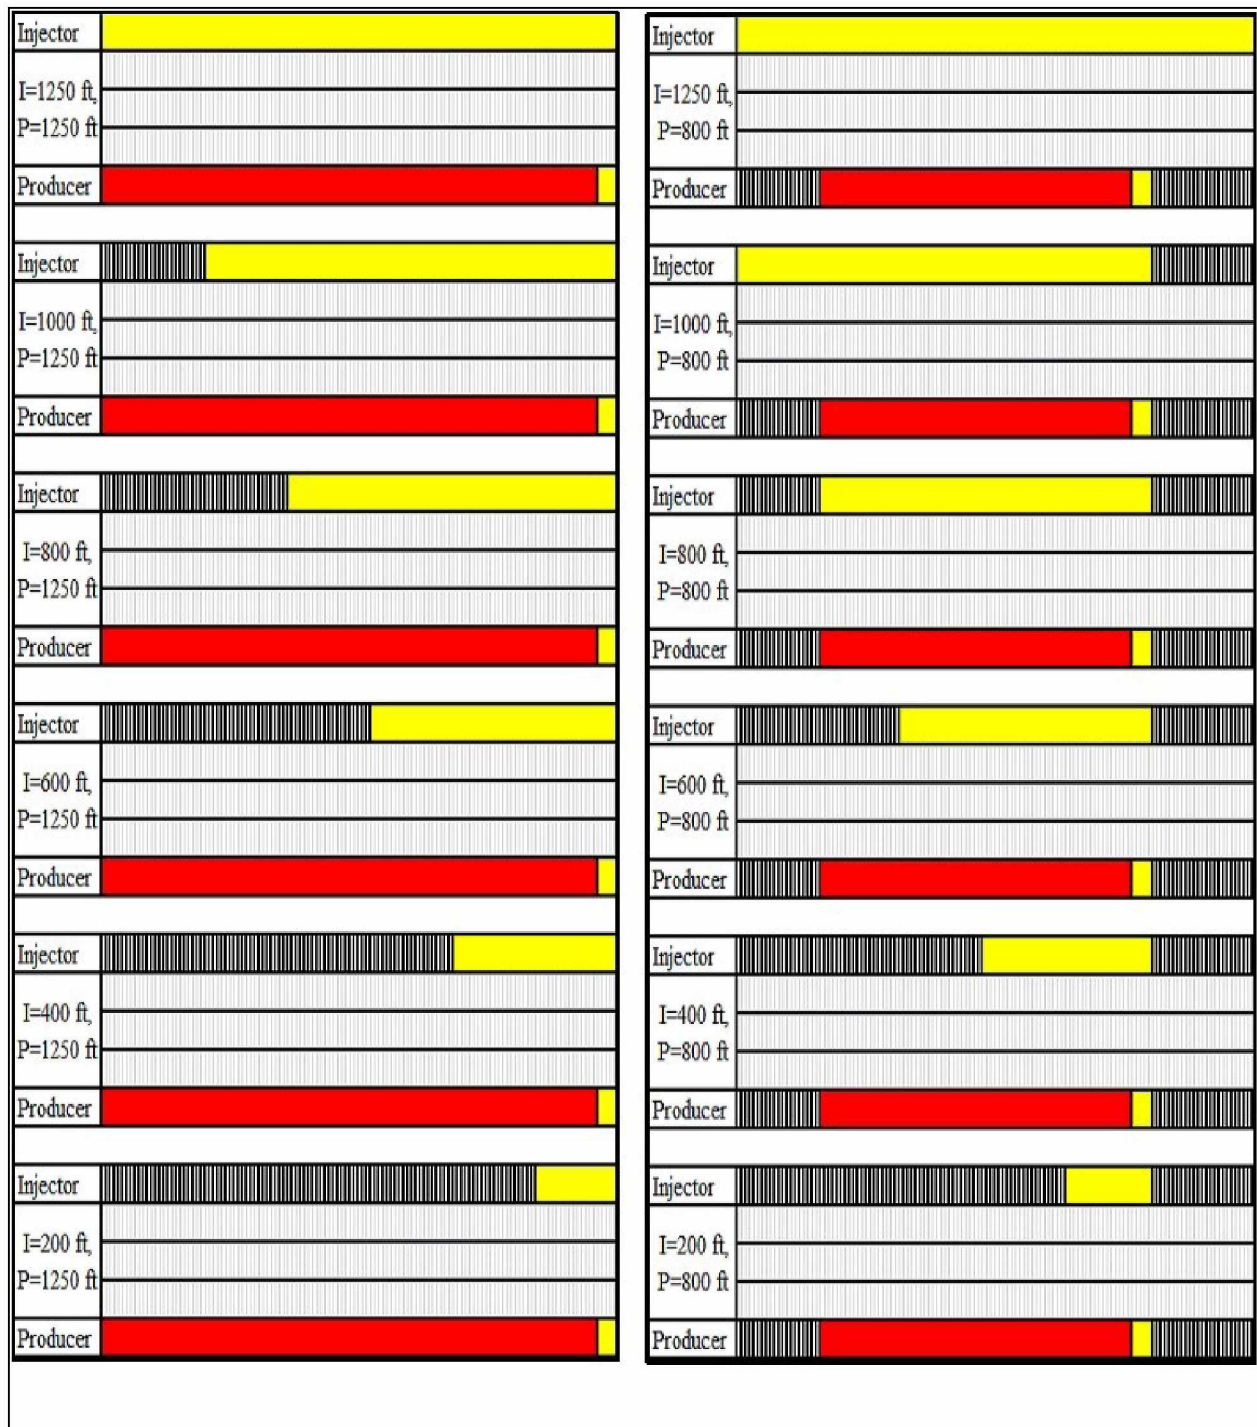 Injector
I=1250 ft,
P=1250 ft
Producer
Injector
I=1000 ft,
P=1250 ft
Producer
Injector
I=800 ft,
P=1250 ft
Producer
Injector
I=600 ft,
P=1250 ft
Producer
Injector
I=400 ft,
P=1250 ft
Producer
Injector
I=200 ft,
P=1250 ft
Producer
Injector
I=1250 ft,
P=800 ft
Producer
Injector
I=1000 ft,
P=800 ft
Producer
Injector
I=800 ft,
P=800 ft
Producer
Injector
I=600 ft,
P=800 ft
Producer
Injector
I=400 ft,
P=800 ft
Producer
Injector
I=200 ft,
P=800 ft
Producer